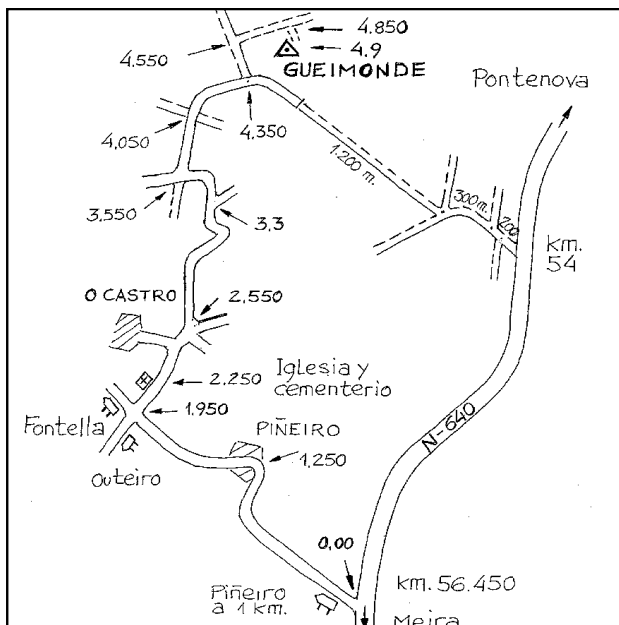 4.850
4.9
4,550
GUEIMONDE
Pontenova
4,350
4,050
1.200 m.
300m.
200
3,550
3,3
km.
54
O CASTRO
2,550
Iglesia y
cementerio
2,250
1.950
Fontella
PIÑEIRO
N-640
Outeiro
1,250
0,00
Piñeiro
a 1 km.
km. 56.450
Meira